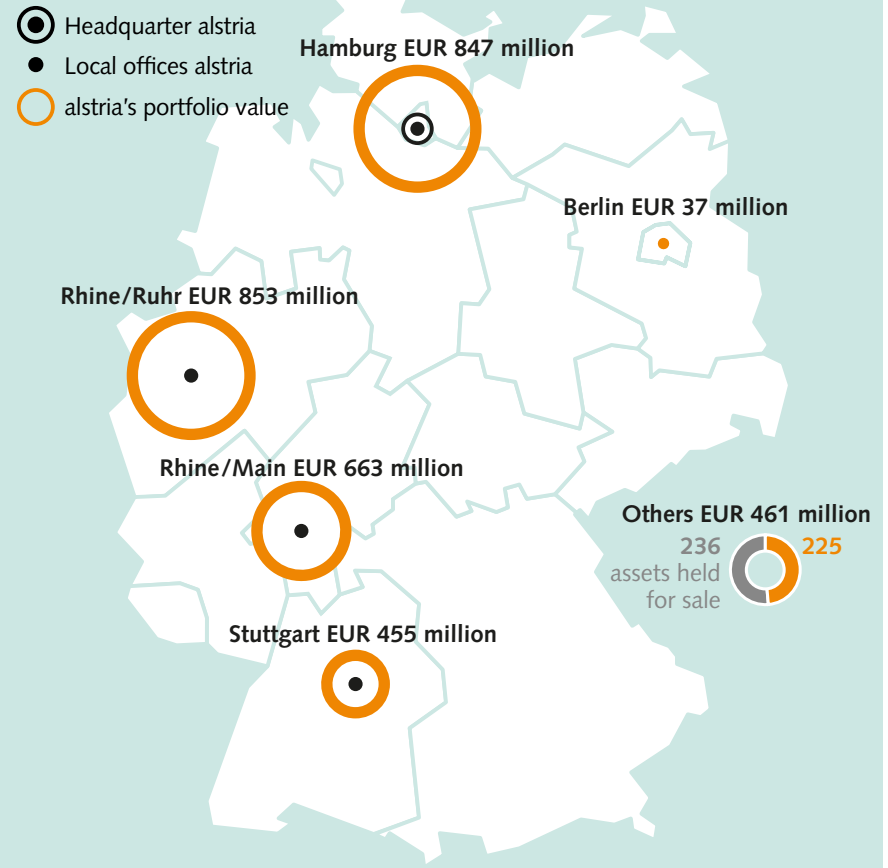 Headquarter alstria
Local offices alstria
alstria's portfolio value
Hamburg EUR 847 million
Berlin EUR 37 million
Rhine/Ruhr EUR 853 million
Rhine/Main EUR 663 million
Others EUR 461 million
236
assets held
for sale
225
Stuttgart EUR 455 million